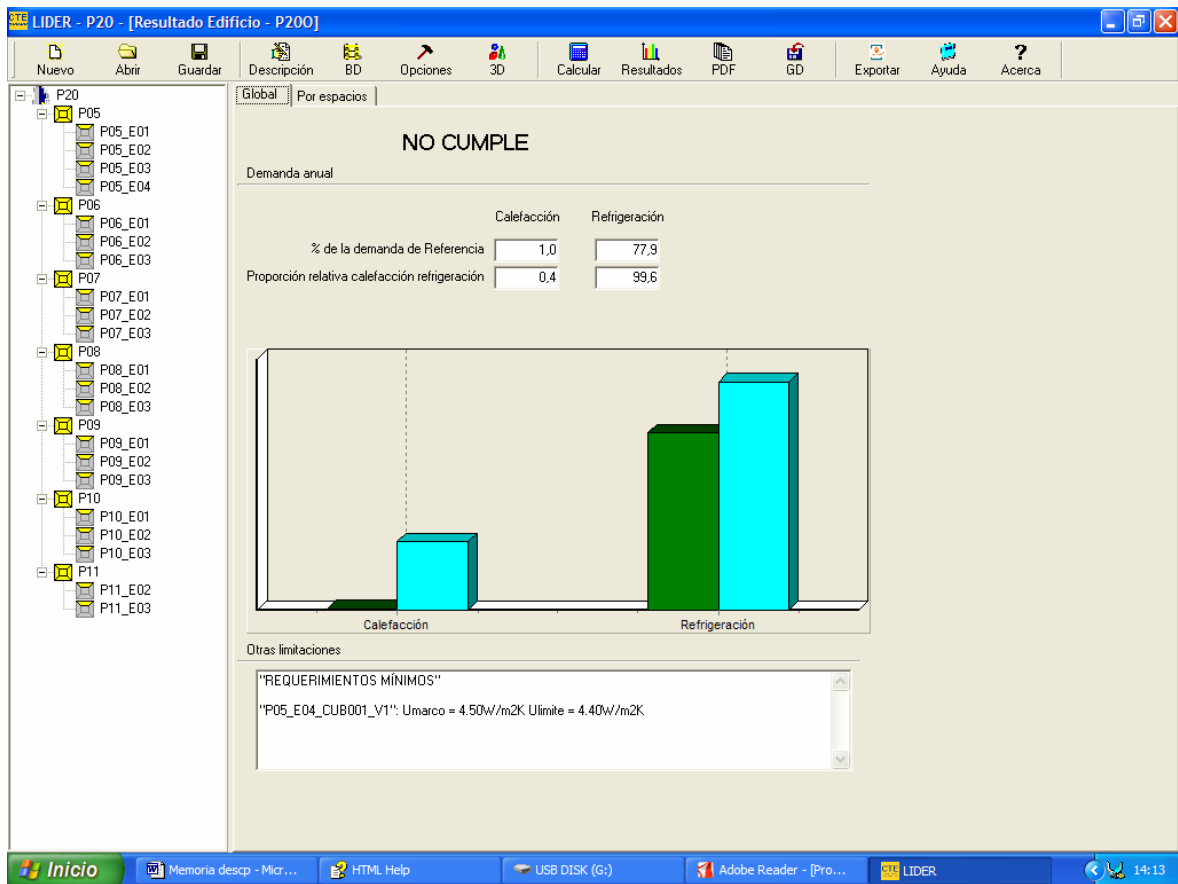 CTE LIDER - P20 - [Resultado Edificio - P20O]
Nuevo Abrir Guardar Descripción BD Opciones 3D Calcular Resultados PDF GD Exportar Ayuda Acerca
P20
P05
P05_E01
P05_E02
P05_E03
P05_E04
P06
P06_E01
P06_E02
P06_E03
P07
P07_E01
P07_E02
P07_E03
P08
P08_E01
P08_E02
P08_E03
P09
P09_E01
P09_E02
P09_E03
P10
P10_E01
P10_E02
P10_E03
P11
P11_E02
P11_E03
Global Por espacios
NO CUMPLE
Demanda anual
Calefacción Refrigeración
% de la demanda de Referencia 1,0 77,9
Proporción relativa calefacción refrigeración 0,4 99,6
Calefacción Refrigeración
Otras limitaciones
"REQUERIMIENTOS MÍNIMOS"
"P05_E04_CUB001_V1": Umarco = 4.50W/m2K Ulimite = 4.40W/m2K
Inicio Memoria descp - Micr... HTML Help USB DISK (G:) Adobe Reader - [Pro... CTE LIDER 14:13